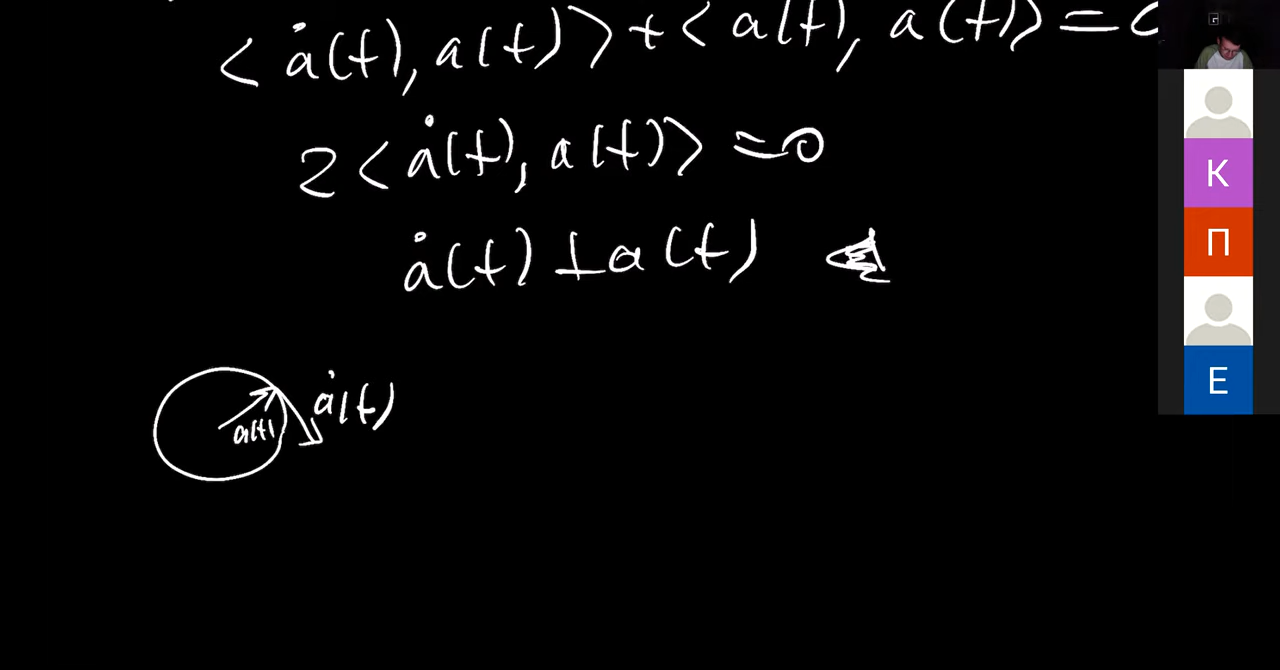 < ȧ(t), a(t) > + < a(t), ȧ(t) > = 0
2 < ȧ(t), a(t) > = 0
ȧ(t) ⊥ a(t)
a(t) ȧ(t)
К
П
Е